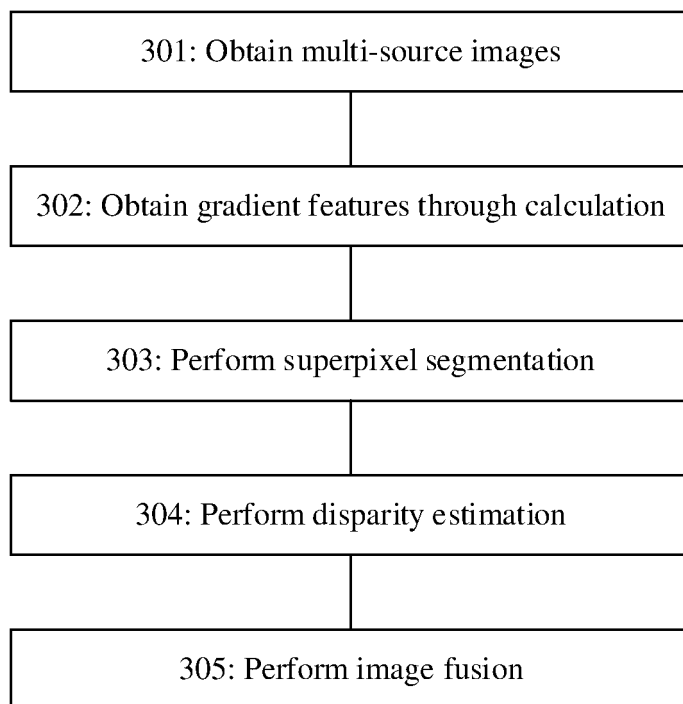 301: Obtain multi-source images
302: Obtain gradient features through calculation
303: Perform superpixel segmentation
304: Perform disparity estimation
305: Perform image fusion